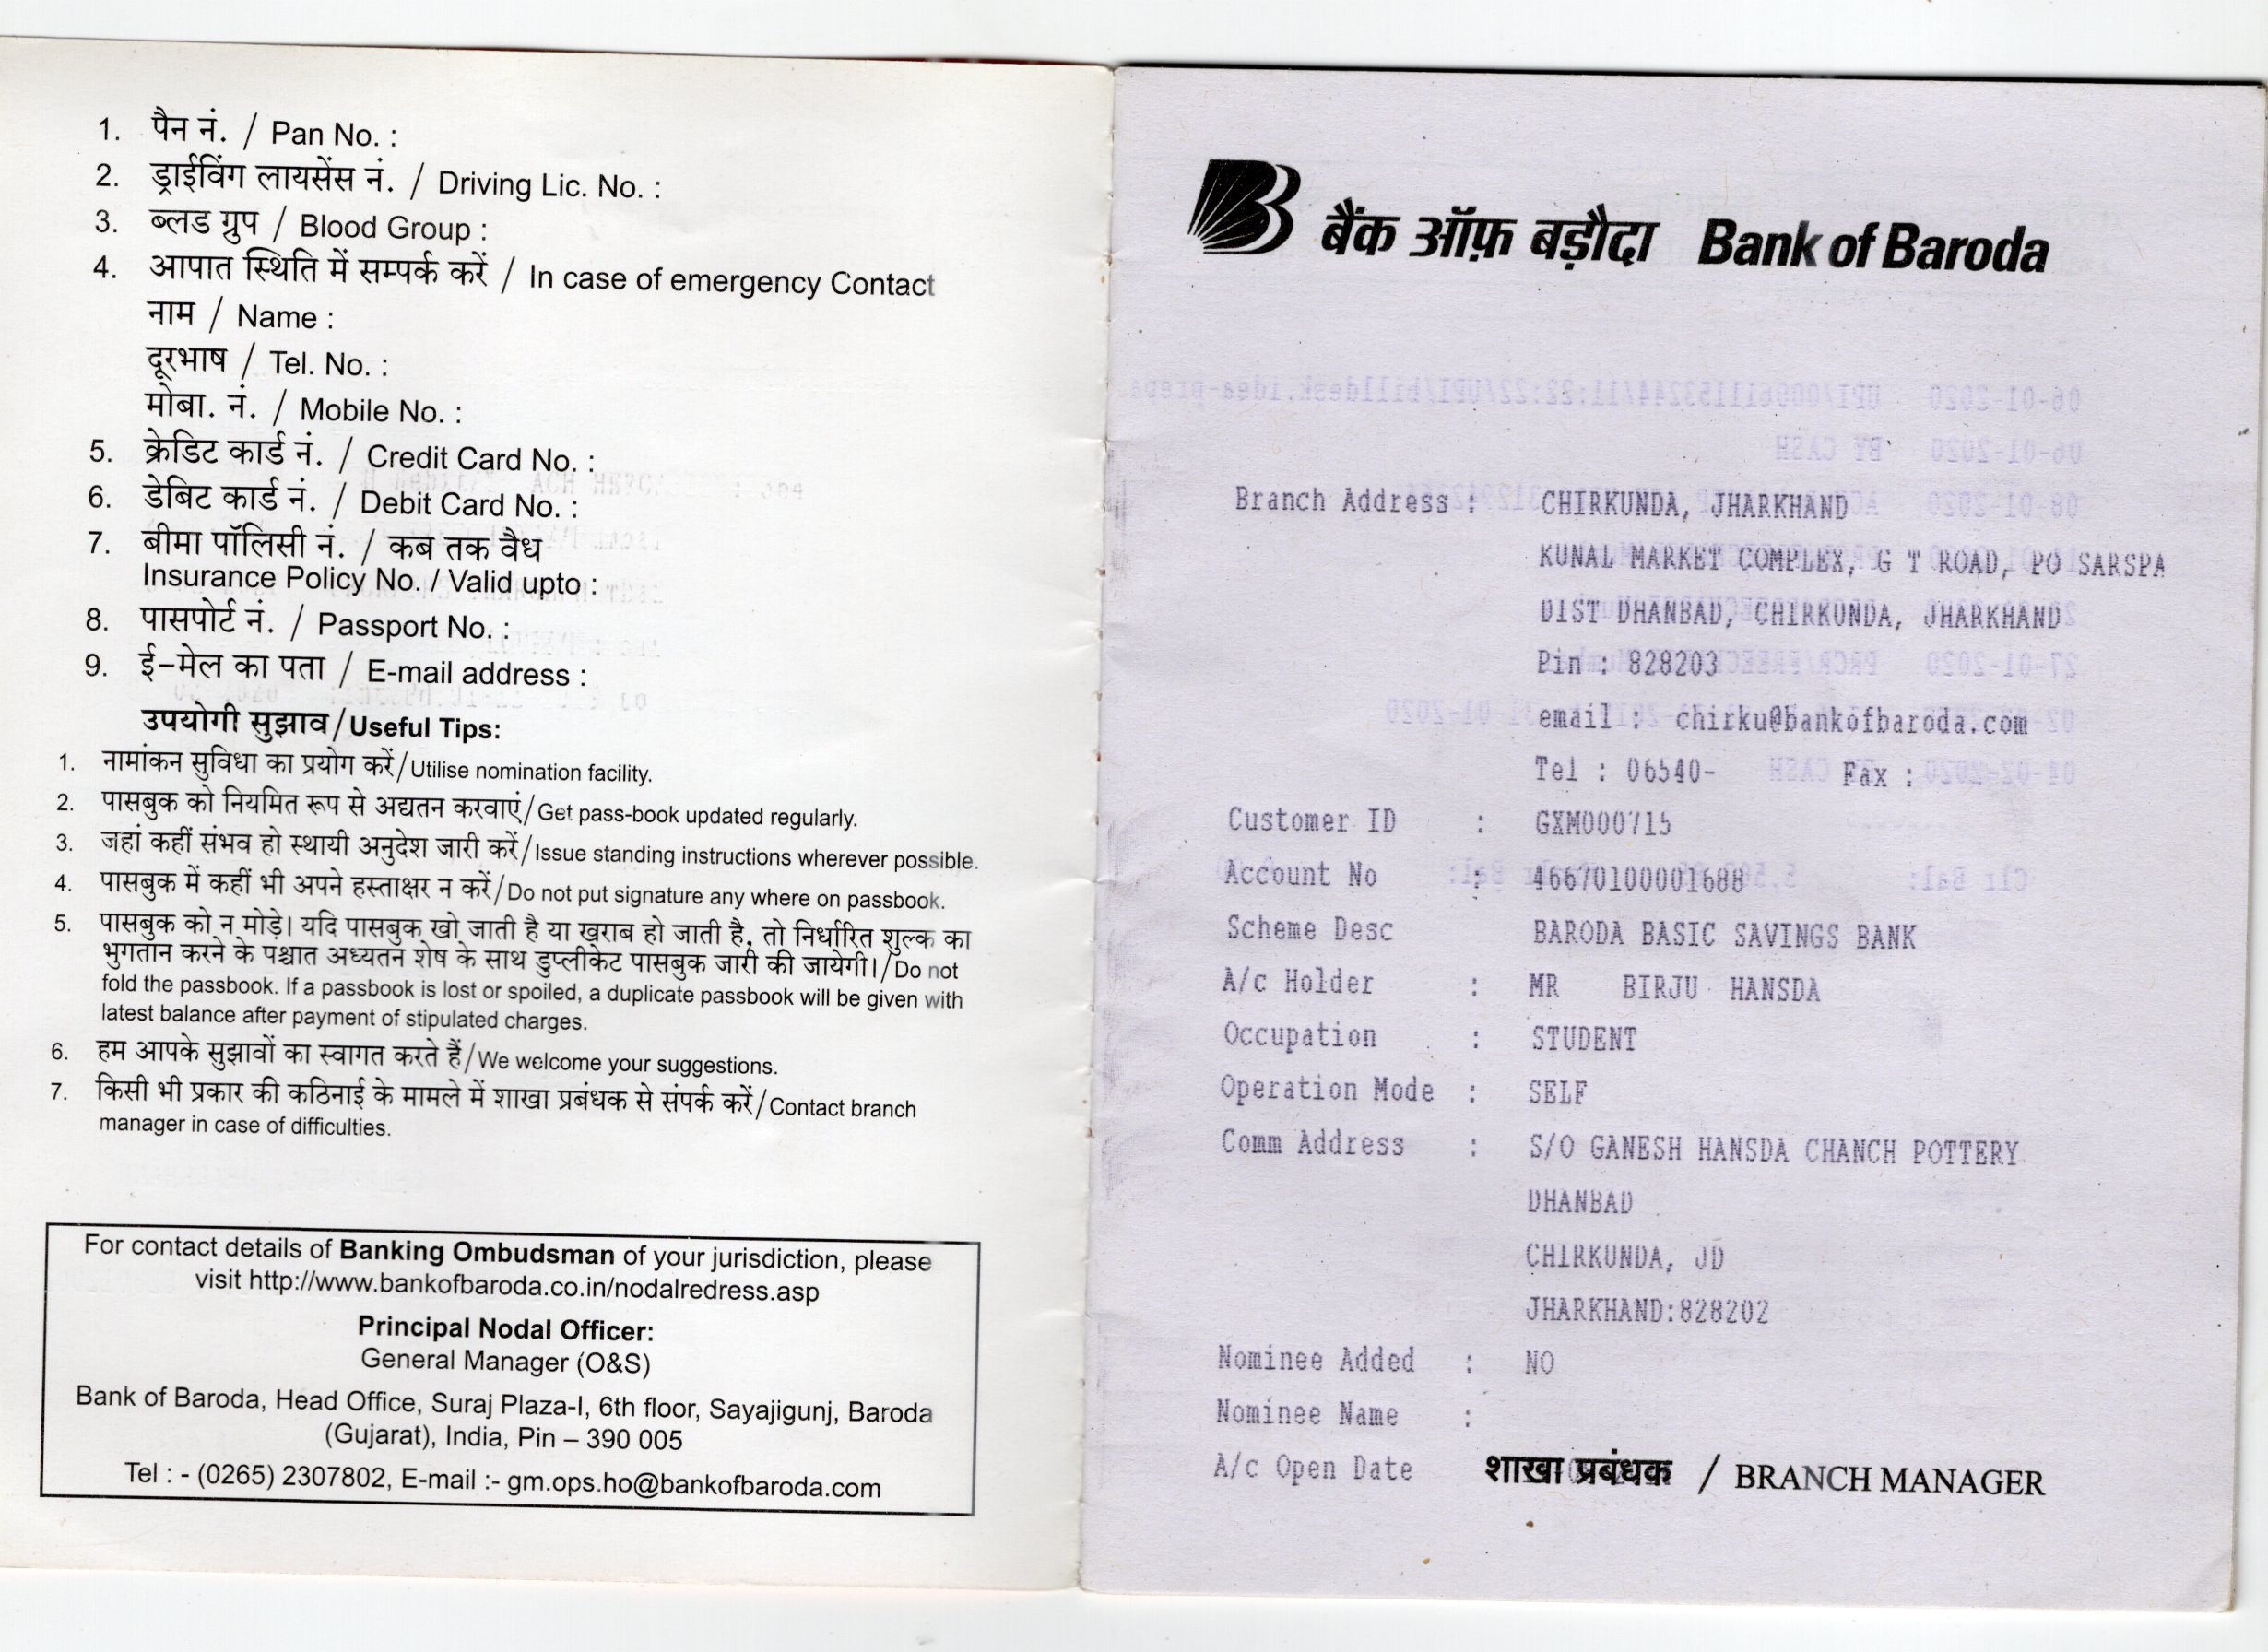 1. पैन नं. / Pan No. :
2. ड्राईविंग लायसेंस नं. / Driving Lic. No. :
3. ब्लड ग्रुप / Blood Group :
4. आपात स्थिति में सम्पर्क करें / In case of emergency Contact
नाम / Name :
दूरभाष / Tel. No. :
मोबा. नं. / Mobile No. :
5. क्रेडिट कार्ड नं. / Credit Card No. :
6. डेबिट कार्ड नं. / Debit Card No. :
7. बीमा पॉलिसी नं. / कब तक वैध
Insurance Policy No. / Valid upto :
8. पासपोर्ट नं. / Passport No. :
9. ई-मेल का पता / E-mail address :
उपयोगी सुझाव/Useful Tips:
1. नामांकन सुविधा का प्रयोग करें/Utilise nomination facility.
2. पासबुक को नियमित रूप से अद्यतन करवाएं/Get pass-book updated regularly.
3. जहां कहीं संभव हो स्थायी अनुदेश जारी करें/Issue standing instructions wherever possible.
4. पासबुक में कहीं भी अपने हस्ताक्षर न करें/Do not put signature any where on passbook.
5. पासबुक को न मोड़े। यदि पासबुक खो जाती है या खराब हो जाती है, तो निर्धारित शुल्क का
भुगतान करने के पश्चात अध्यतन शेष के साथ डुप्लीकेट पासबुक जारी की जायेगी।/Do not
fold the passbook. If a passbook is lost or spoiled, a duplicate passbook will be given with
latest balance after payment of stipulated charges.
6. हम आपके सुझावों का स्वागत करते हैं/We welcome your suggestions.
7. किसी भी प्रकार की कठिनाई के मामले में शाखा प्रबंधक से संपर्क करें/Contact branch
manager in case of difficulties.
For contact details of Banking Ombudsman of your jurisdiction, please
visit http://www.bankofbaroda.co.in/nodalredress.asp
Principal Nodal Officer:
General Manager (O&S)
Bank of Baroda, Head Office, Suraj Plaza-I, 6th floor, Sayajigunj, Baroda
(Gujarat), India, Pin – 390 005
Tel : - (0265) 2307802, E-mail :- gm.ops.ho@bankofbaroda.com
बैंक ऑफ़ बड़ौदा Bank of Baroda
Branch Address : CHIRKUNDA, JHARKHAND
KUNAL MARKET COMPLEX, G T ROAD, PO SARSPA
DIST DHANBAD, CHIRKUNDA, JHARKHAND
Pin : 828203
email : chirku@bankofbaroda.com
Tel : 06540- Fax :
Customer ID : GXM000715
Account No : 46670100001688
Scheme Desc BARODA BASIC SAVINGS BANK
A/c Holder : MR BIRJU HANSDA
Occupation : STUDENT
Operation Mode : SELF
Comm Address : S/O GANESH HANSDA CHANCH POTTERY
DHANBAD
CHIRKUNDA, JD
JHARKHAND:828202
Nominee Added : NO
Nominee Name :
A/c Open Date शाखा प्रबंधक / BRANCH MANAGER